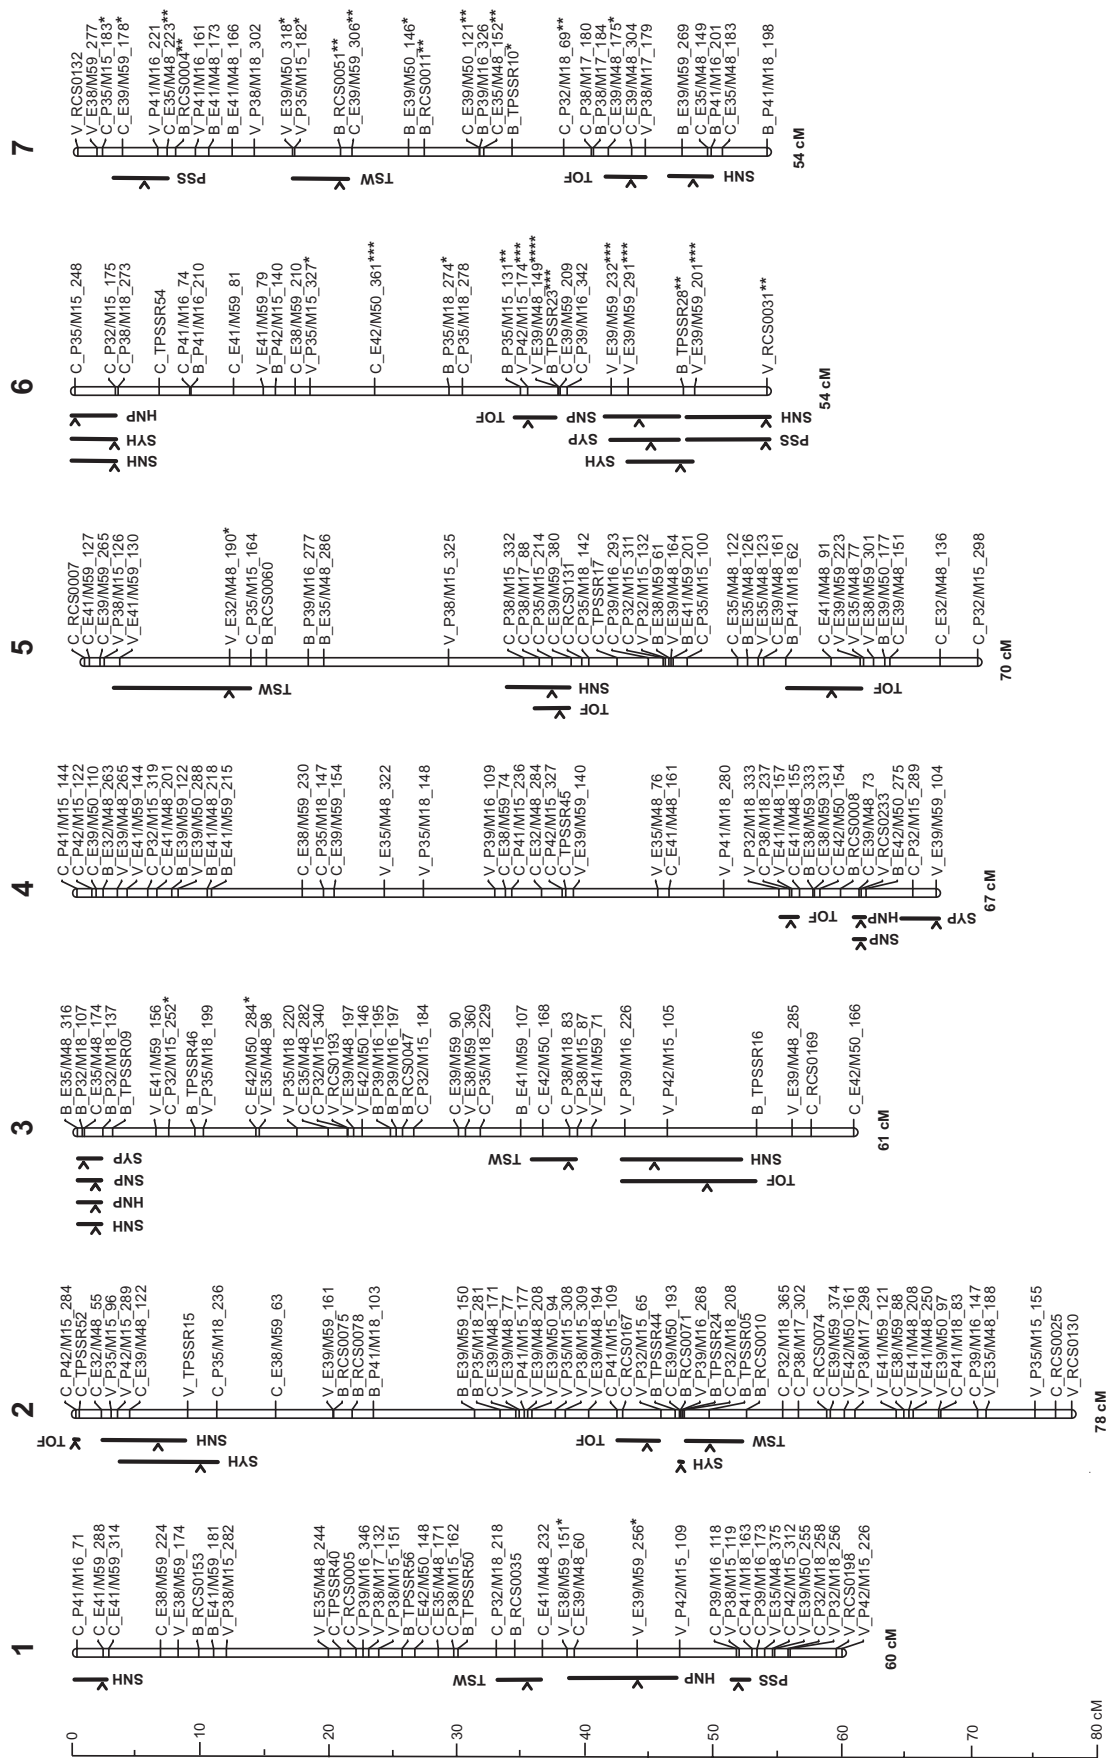 1
C_P41/M16_71
C_E41/M59_288
C_E41/M59_314
C_E38/M59_224
V_E38/M59_174
B_RCS0153
B_E41/M59_181
V_P38/M15_282
V_E35/M48_244
C_TPSSR40
C_RCS0005
V_P39/M16_346
V_P38/M17_132
V_P38/M15_151
B_TPSSR56
C_E42/M50_148
C_E35/M48_171
C_P38/M15_162
B_TPSSR50
C_P32/M18_218
B_RCS0035
C_E41/M48_232
V_E38/M59_151*
C_E39/M48_60
V_E39/M59_256*
V_P42/M15_109
C_P39/M16_118
V_P38/M15_119
C_P41/M18_163
C_P39/M16_173
V_E35/M48_375
C_P42/M15_312
V_E39/M50_255
C_P32/M18_258
V_P32/M18_256
V_RCS0198
V_P42/M15_226
60 cM
SNH
TSW
HNP
PSS
2
C_P42/M15_284
C_TPSSR52
C_E32/M48_55
V_P35/M15_96
V_P42/M15_289
C_E39/M48_122
V_TPSSR15
C_P35/M18_236
C_E38/M59_63
V_E39/M59_161
B_RCS0075
B_RCS0078
B_P41/M18_103
B_E39/M59_150
B_P35/M18_281
C_E39/M48_171
V_E39/M48_77
V_P41/M15_177
V_E39/M48_208
V_E39/M50_94
V_P35/M15_308
V_P38/M15_309
V_E39/M48_194
C_P41/M15_109
C_RCS0167
V_P42/M16_65
B_TPSSR44
C_E39/M50_193
B_RCS0071
V_P39/M16_268
B_TPSSR24
C_P32/M18_208
B_TPSSR05
B_RCS0010
C_P32/M18_365
C_P38/M17_302
C_RCS0074
C_E39/M59_374
V_E42/M50_161
V_P38/M17_298
V_E41/M59_121
C_E38/M59_88
V_E41/M48_208
V_E41/M48_250
V_E39/M50_97
C_P41/M18_83
C_P39/M16_147
V_E35/M48_188
V_P35/M15_155
C_RCS0025
V_RCS0130
78 cM
TOF
SNH
SYH
TOF
SYH
TSW
3
B_E35/M48_316
B_P32/M18_107
C_E35/M48_174
B_P32/M18_137
B_TPSSR09
V_E41/M59_156
C_P32/M15_252*
B_TPSSR46
V_P35/M18_199
C_E42/M50_284*
V_E35/M48_98
V_P35/M18_220
C_E35/M48_282
C_P32/M15_340
V_RCS0193
V_E39/M48_197
V_E42/M50_146
B_P39/M16_195
B_P39/M16_197
B_RCS0047
C_P32/M15_184
C_E39/M59_90
V_E38/M59_360
C_P35/M18_229
B_E41/M59_107
C_E42/M50_168
C_P38/M18_83
V_P38/M15_87
V_E41/M59_71
V_P39/M16_226
V_P42/M15_105
B_TPSSR16
V_E39/M48_285
C_RCS0169
C_E42/M50_166
61 cM
SYP
SNP
HNP
SNH
TSW
SNH
TOF
4
C_P41/M15_144
C_P42/M15_122
C_E39/M50_110
B_E32/M48_263
V_E39/M48_265
V_E41/M59_144
C_P32/M15_319
C_E41/M48_201
B_E39/M59_122
V_E39/M50_288
B_E41/M48_218
B_E41/M59_215
C_E38/M59_230
C_P35/M18_147
C_E39/M59_154
V_E35/M48_322
V_P35/M18_148
V_P39/M16_109
C_E38/M59_74
C_P41/M15_236
C_E32/M48_284
C_P42/M15_327
C_TPSSR45
V_E39/M59_140
V_E35/M48_76
C_E41/M48_161
V_P41/M18_280
V_P32/M18_333
C_P38/M18_237
V_E41/M48_157
C_E41/M48_155
B_E38/M59_333
C_E38/M59_331
C_E42/M50_154
B_RCS0008
C_E39/M48_73
V_RCS0233
B_E42/M50_275
C_P32/M15_289
V_E39/M59_104
67 cM
TOF
HNP
SNP
SYP
5
C_RCS0007
C_E41/M59_127
C_E39/M59_265
V_P38/M15_126
V_E41/M59_130
V_E32/M48_190*
C_P35/M15_164
B_RCS0060
B_P39/M16_277
B_E35/M48_286
V_P38/M15_325
C_P38/M15_332
C_P38/M17_88
C_P35/M15_214
C_E39/M59_380
C_RCS0131
C_P35/M18_142
C_TPSSR17
C_P39/M16_293
C_P32/M15_311
V_P32/M15_132
C_E38/M59_61
V_E39/M48_164
B_E41/M59_201
C_P35/M15_100
C_E35/M48_122
B_E35/M48_126
V_E35/M48_123
C_E39/M48_161
B_P41/M18_62
C_E41/M48_91
V_E39/M59_223
V_E35/M48_77
V_E38/M59_301
B_E39/M50_177
C_E39/M48_151
C_E32/M48_136
C_P32/M15_298
70 cM
TSW
SNH
TOF
TOF
6
C_P35/M15_248
C_P32/M15_175
C_P38/M18_273
C_TPSSR54
C_P41/M16_74
B_P41/M16_210
C_E41/M59_81
V_E41/M59_79
B_P42/M15_140
C_E38/M59_210
V_P35/M15_327*
C_E42/M50_361***
B_P35/M18_274*
C_P35/M15_278
B_P35/M15_131**
V_P42/M15_174***
V_E39/M48_149****
B_TPSSR23***
C_E39/M59_209
C_P39/M16_342
V_E39/M59_232***
V_E39/M59_291***
B_TPSSR28**
V_E39/M59_201***
V_RCS0031**
54 cM
HNP
SYH
SNH
TOF
SNP
SYP
SYH
SNH
PSS
7
V_RCS0132
V_E38/M59_277
C_P35/M15_183*
C_E39/M59_178*
V_P41/M16_221
C_E35/M48_223**
B_RCS0004**
V_P41/M16_161
B_E41/M48_173
B_E41/M48_166
V_P38/M18_302
V_E39/M50_318*
V_P35/M15_182*
B_RCS0051**
C_E39/M59_306**
B_E39/M50_146*
B_RCS0011**
C_E39/M50_121**
B_P39/M16_326
C_E35/M48_152**
B_TPSSR10*
C_P32/M18_69**
C_P38/M17_180
B_P38/M17_184
C_E39/M48_175*
V_E39/M48_304
V_P38/M17_179
B_E39/M59_269
C_E35/M48_149
B_P41/M16_201
C_E35/M48_183
B_P41/M18_198
54 cM
PSS
TSW
TOF
SNH
0
10
20
30
40
50
60
70
80 cM